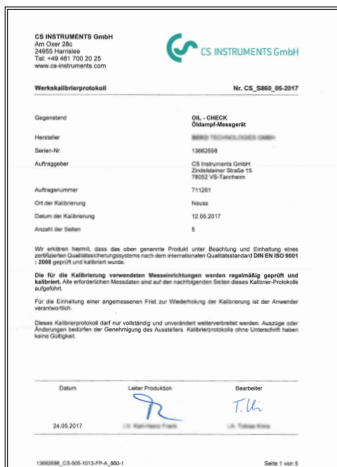 CS INSTRUMENTS GmbH
Am Oxer 28c
24955 Harrislee
Tel: +49 461 700 20 25
www.cs-instruments.com
CS INSTRUMENTS GmbH
Werkskalibrierprotokoll Nr. CS_S860_05-2017
Gegenstand OIL - CHECK
Öldampf-Messgerät
Hersteller
Serien-Nr. 13662698
Auftraggeber CS Instruments GmbH
Zindelsteiner Straße 15
78052 VS-Tannheim
Auftragenummer 711261
Ort der Kalibrierung Neuss
Datum der Kalibrierung 12.05.2017
Anzahl der Seiten 5
Wir erklären hiermit, dass das oben genannte Produkt unter Beachtung und Einhaltung eines
zertifizierten Qualitätssicherungssystems nach dem internationalen Qualitätsstandard DIN EN ISO 9001
: 2008 geprüft und kalibriert wurde.
Die für die Kalibrierung verwendeten Messeinrichtungen werden regelmäßig geprüft und
kalibriert. Alle erforderlichen Messdaten sind auf den nachfolgenden Seiten dieses Kalibrier-Protokolls
aufgeführt.
Für die Einhaltung einer angemessenen Frist zur Wiederholung der Kalibrierung ist der Anwender
verantwortlich.
Dieses Kalibrierprotokoll darf nur vollständig und unverändert weiterverbreitet werden. Auszüge oder
Änderungen bedürfen der Genehmigung des Ausstellers. Kalibrierprotokolle ohne Unterschrift haben
keine Gültigkeit.
Datum Leiter Produktion Bearbeiter
24.05.2017
13662698_CS-505-1013-FP-A_860-1 Seite 1 von 5